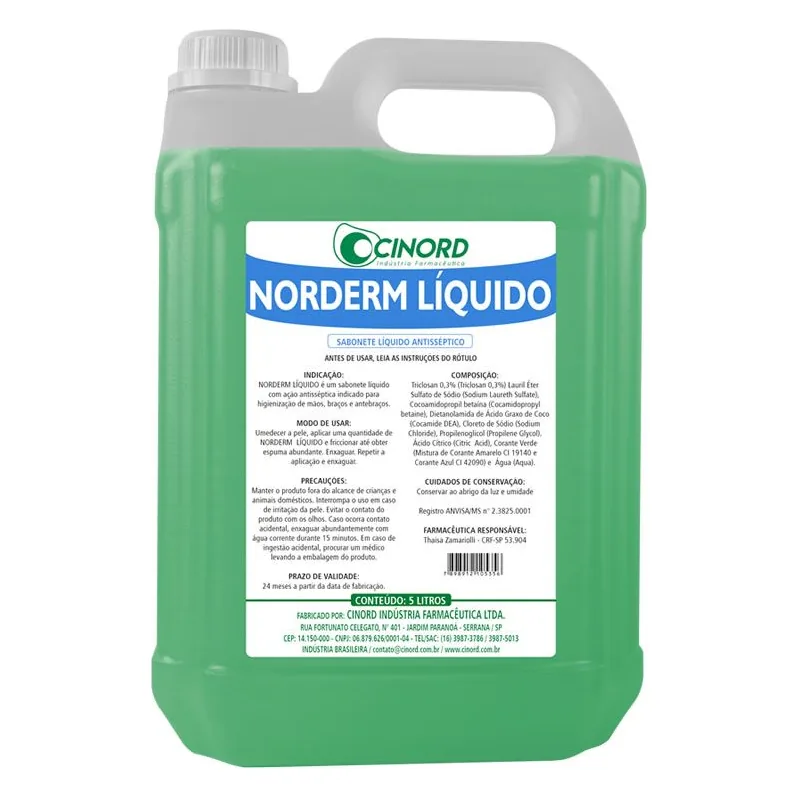 CINORD
Indústria Farmacêutica
NORDERM LÍQUIDO
SABONETE LÍQUIDO ANTISSÉPTICO
ANTES DE USAR, LEIA AS INSTRUÇÕES DO RÓTULO
INDICAÇÃO:
NORDERM LÍQUIDO é um sabonete líquido
com ação antisséptica indicado para
higienização de mãos, braços e antebraços.
MODO DE USAR:
Umedecer a pele, aplicar uma quantidade de
NORDERM LÍQUIDO e friccionar até obter
espuma abundante. Enxaguar. Repetir a
aplicação e enxaguar.
PRECAUÇÕES:
Manter o produto fora do alcance de crianças e
animais domésticos. Interrompa o uso em caso
de irritação da pele. Evitar o contato do
produto com os olhos. Caso ocorra contato
acidental, enxaguar abundantemente com
água corrente durante 15 minutos. Em caso de
ingestão acidental, procurar um médico
levando a embalagem do produto.
PRAZO DE VALIDADE:
24 meses a partir da data de fabricação.
COMPOSIÇÃO:
Triclosan 0,3% (Triclosan 0,3%) Lauril Éter
Sulfato de Sódio (Sodium Laureth Sulfate),
Cocoamidopropil betaína (Cocamidopropyl
betaine), Dietanolamida de Ácido Graxo de Coco
(Cocamide DEA), Cloreto de Sódio (Sodium
Chloride), Propilenoglicol (Propylene Glycol),
Ácido Cítrico (Citric Acid), Corante Verde
(Mistura de Corante Amarelo CI 19140 e
Corante Azul CI 42090) e Água (Aqua).
CUIDADOS DE CONSERVAÇÃO:
Conservar ao abrigo da luz e umidade
Registro ANVISA/MS n° 2.3825.0001
FARMACÊUTICA RESPONSÁVEL:
Thaisa Zamariolli - CRF-SP 53.904
7 898912 105356
CONTEÚDO: 5 LITROS
FABRICADO POR: CINORD INDÚSTRIA FARMACÊUTICA LTDA.
RUA FORTUNATO CELEGATO, N° 401 - JARDIM PARANOÁ - SERRANA / SP
CEP: 14.150-000 - CNPJ: 06.879.626/0001-04 - TEL/SAC: (16) 3987-3786 / 3987-5013
INDÚSTRIA BRASILEIRA / contato@cinord.com.br / www.cinord.com.br